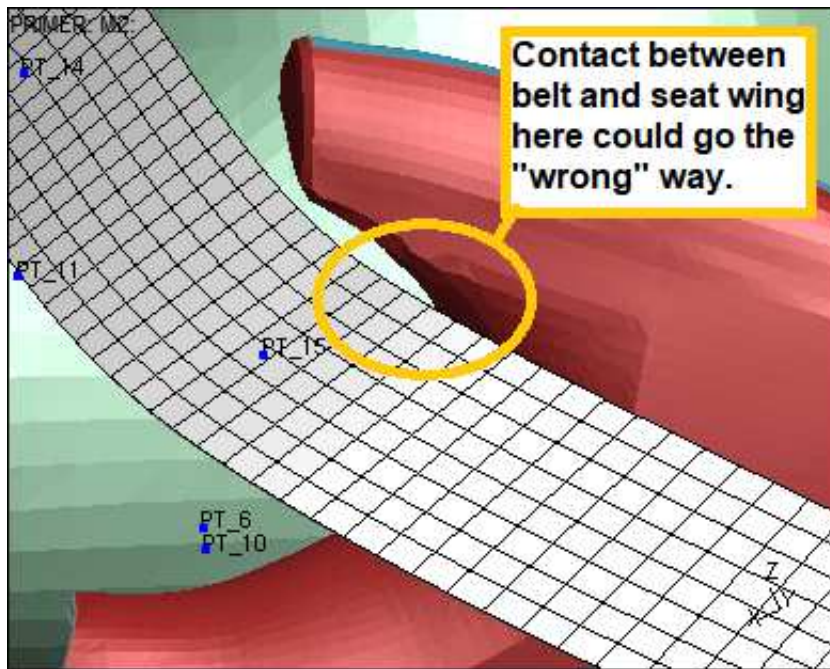 PRIMER: M2:
PT_14
Contact between
belt and seat wing
here could go the
"wrong" way.
PT_11
PT_15
PT_6
PT_10
Z
X
Y